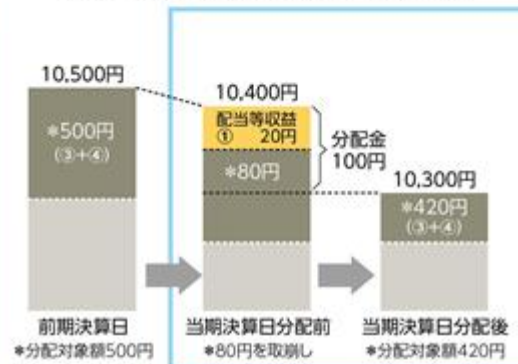 10,500円
*500円
(③+④)
前期決算日
*分配対象額500円
10,400円
配当等収益
① 20円
*80円
分配金
100円
当期決算日分配前
*80円を取崩し
10,300円
*420円
(③+④)
当期決算日分配後
*分配対象額420円